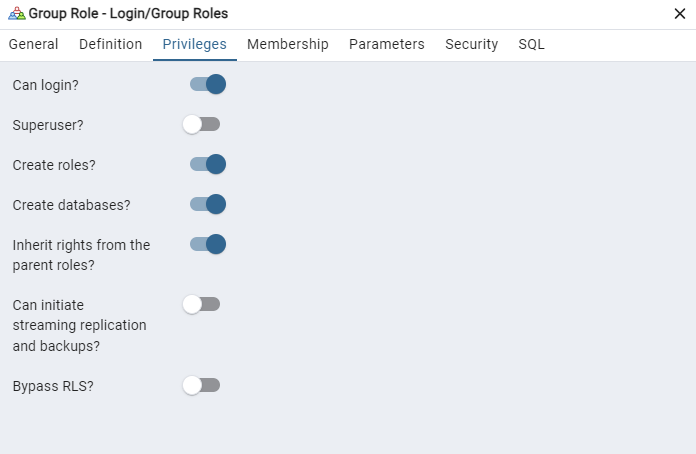 Group Role - Login/Group Roles
General Definition Privileges Membership Parameters Security SQL
Can login?
Superuser?
Create roles?
Create databases?
Inherit rights from the
parent roles?
Can initiate
streaming replication
and backups?
Bypass RLS?